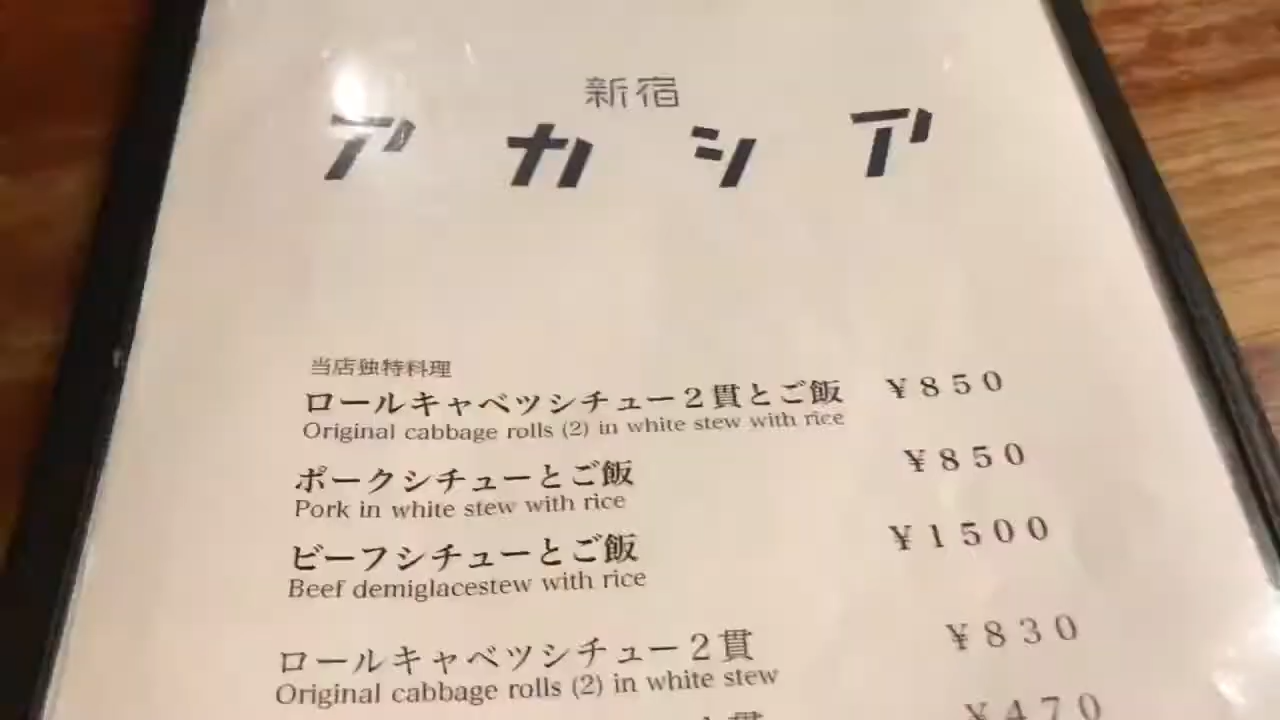 新宿
アカシア
当店独特料理
ロールキャベツシチュー２貫とご飯 ￥８５０
Original cabbage rolls (2) in white stew with rice
ポークシチューとご飯 ￥８５０
Pork in white stew with rice
ビーフシチューとご飯 ￥１５００
Beef demiglacestew with rice
ロールキャベツシチュー２貫 ￥８３０
Original cabbage rolls (2) in white stew
￥４７０